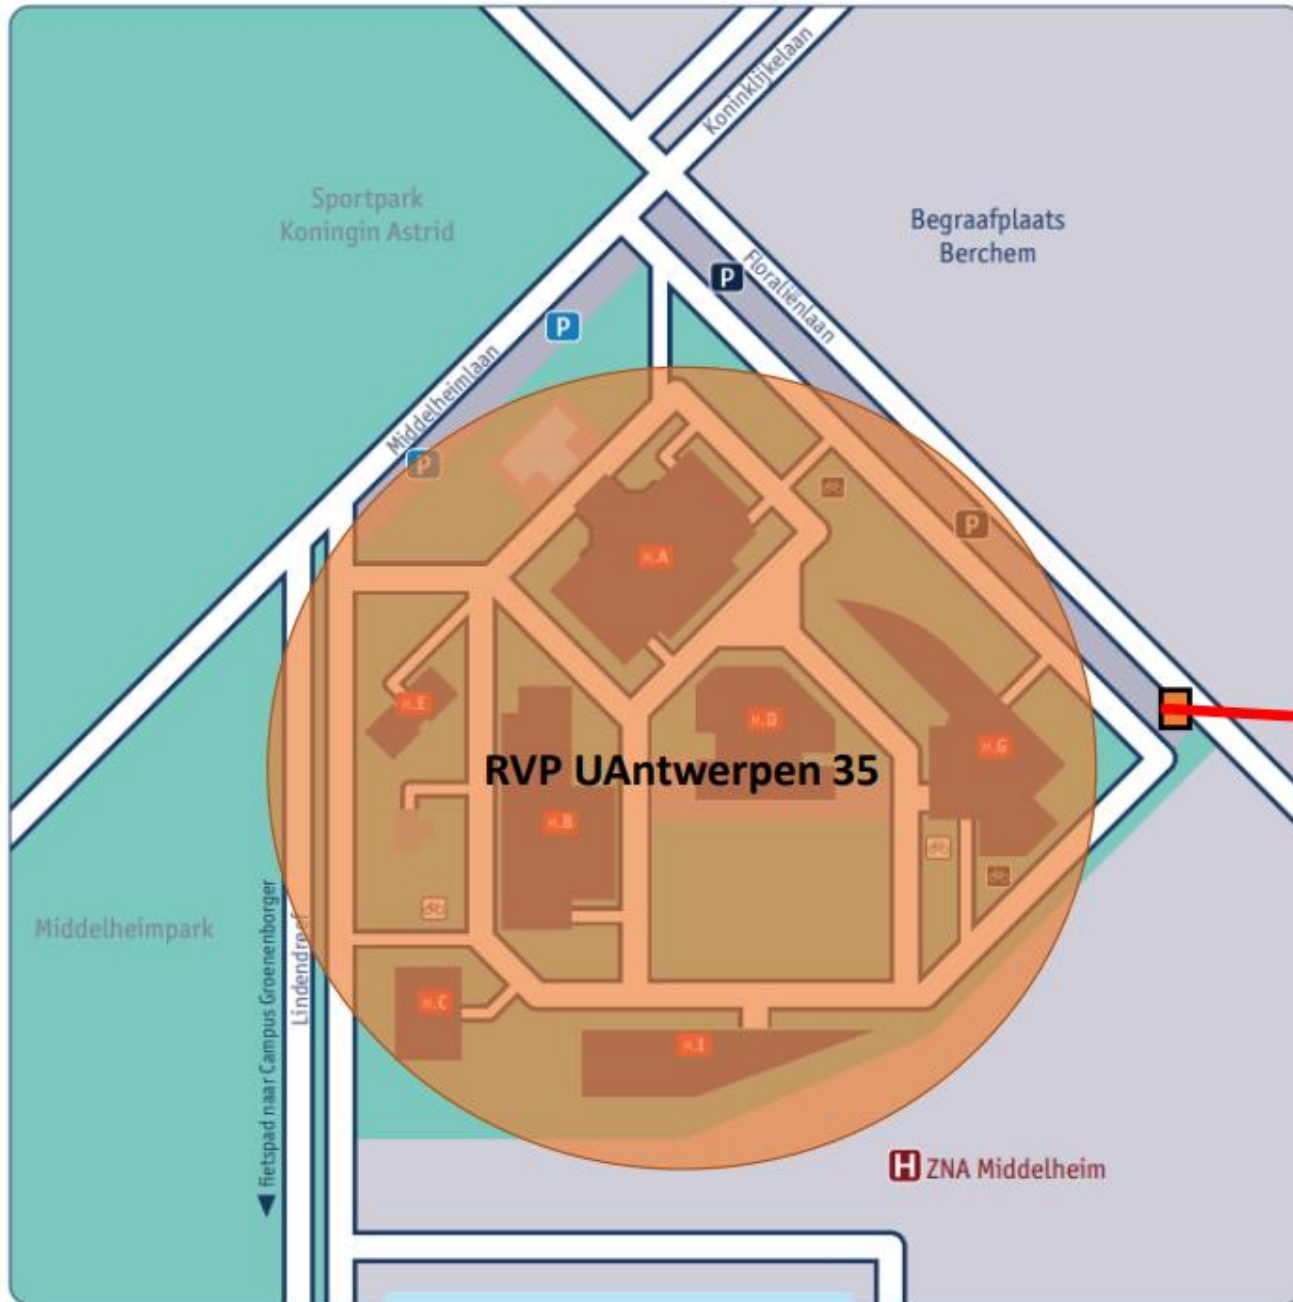 Koninklijkelaan
Sportpark
Koningin Astrid
Begraafplaats
Berchem
P
Floraliënlaan
P
Middelheimlaan
P
P
M.A
M.E
M.D
M.G
RVP UAntwerpen 35
M.B
Middelheimpark
fietspad naar Campus Groenenborger
Lindendreef
M.C
M.I
H ZNA Middelheim